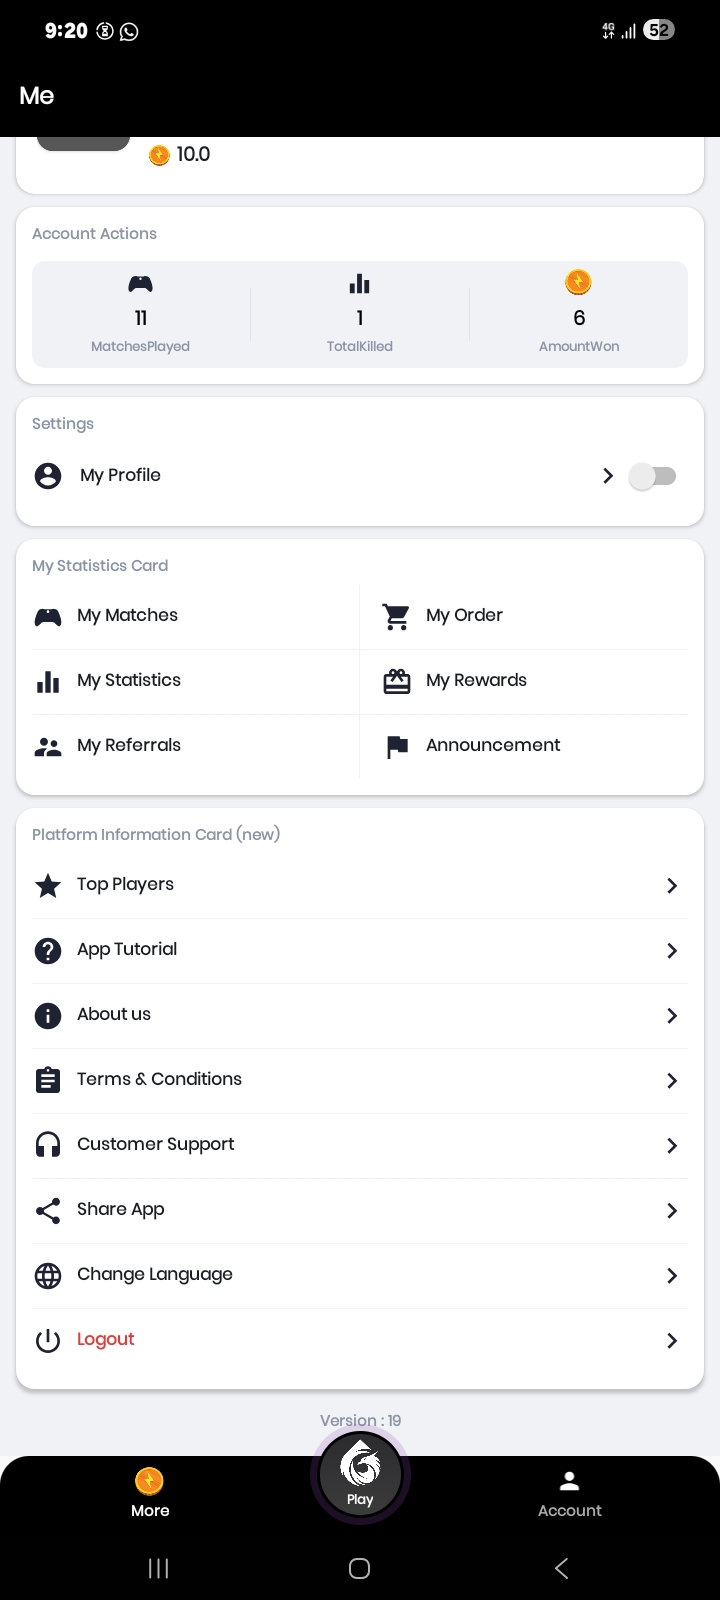 9:20
4G
52
Me
10.0
Account Actions
11
1
6
MatchesPlayed
TotalKilled
AmountWon
Settings
My Profile
My Statistics Card
My Matches
My Order
My Statistics
My Rewards
My Referrals
Announcement
Platform Information Card (new)
Top Players
App Tutorial
About us
Terms & Conditions
Customer Support
Share App
Change Language
Logout
Version : 19
More
Play
Account